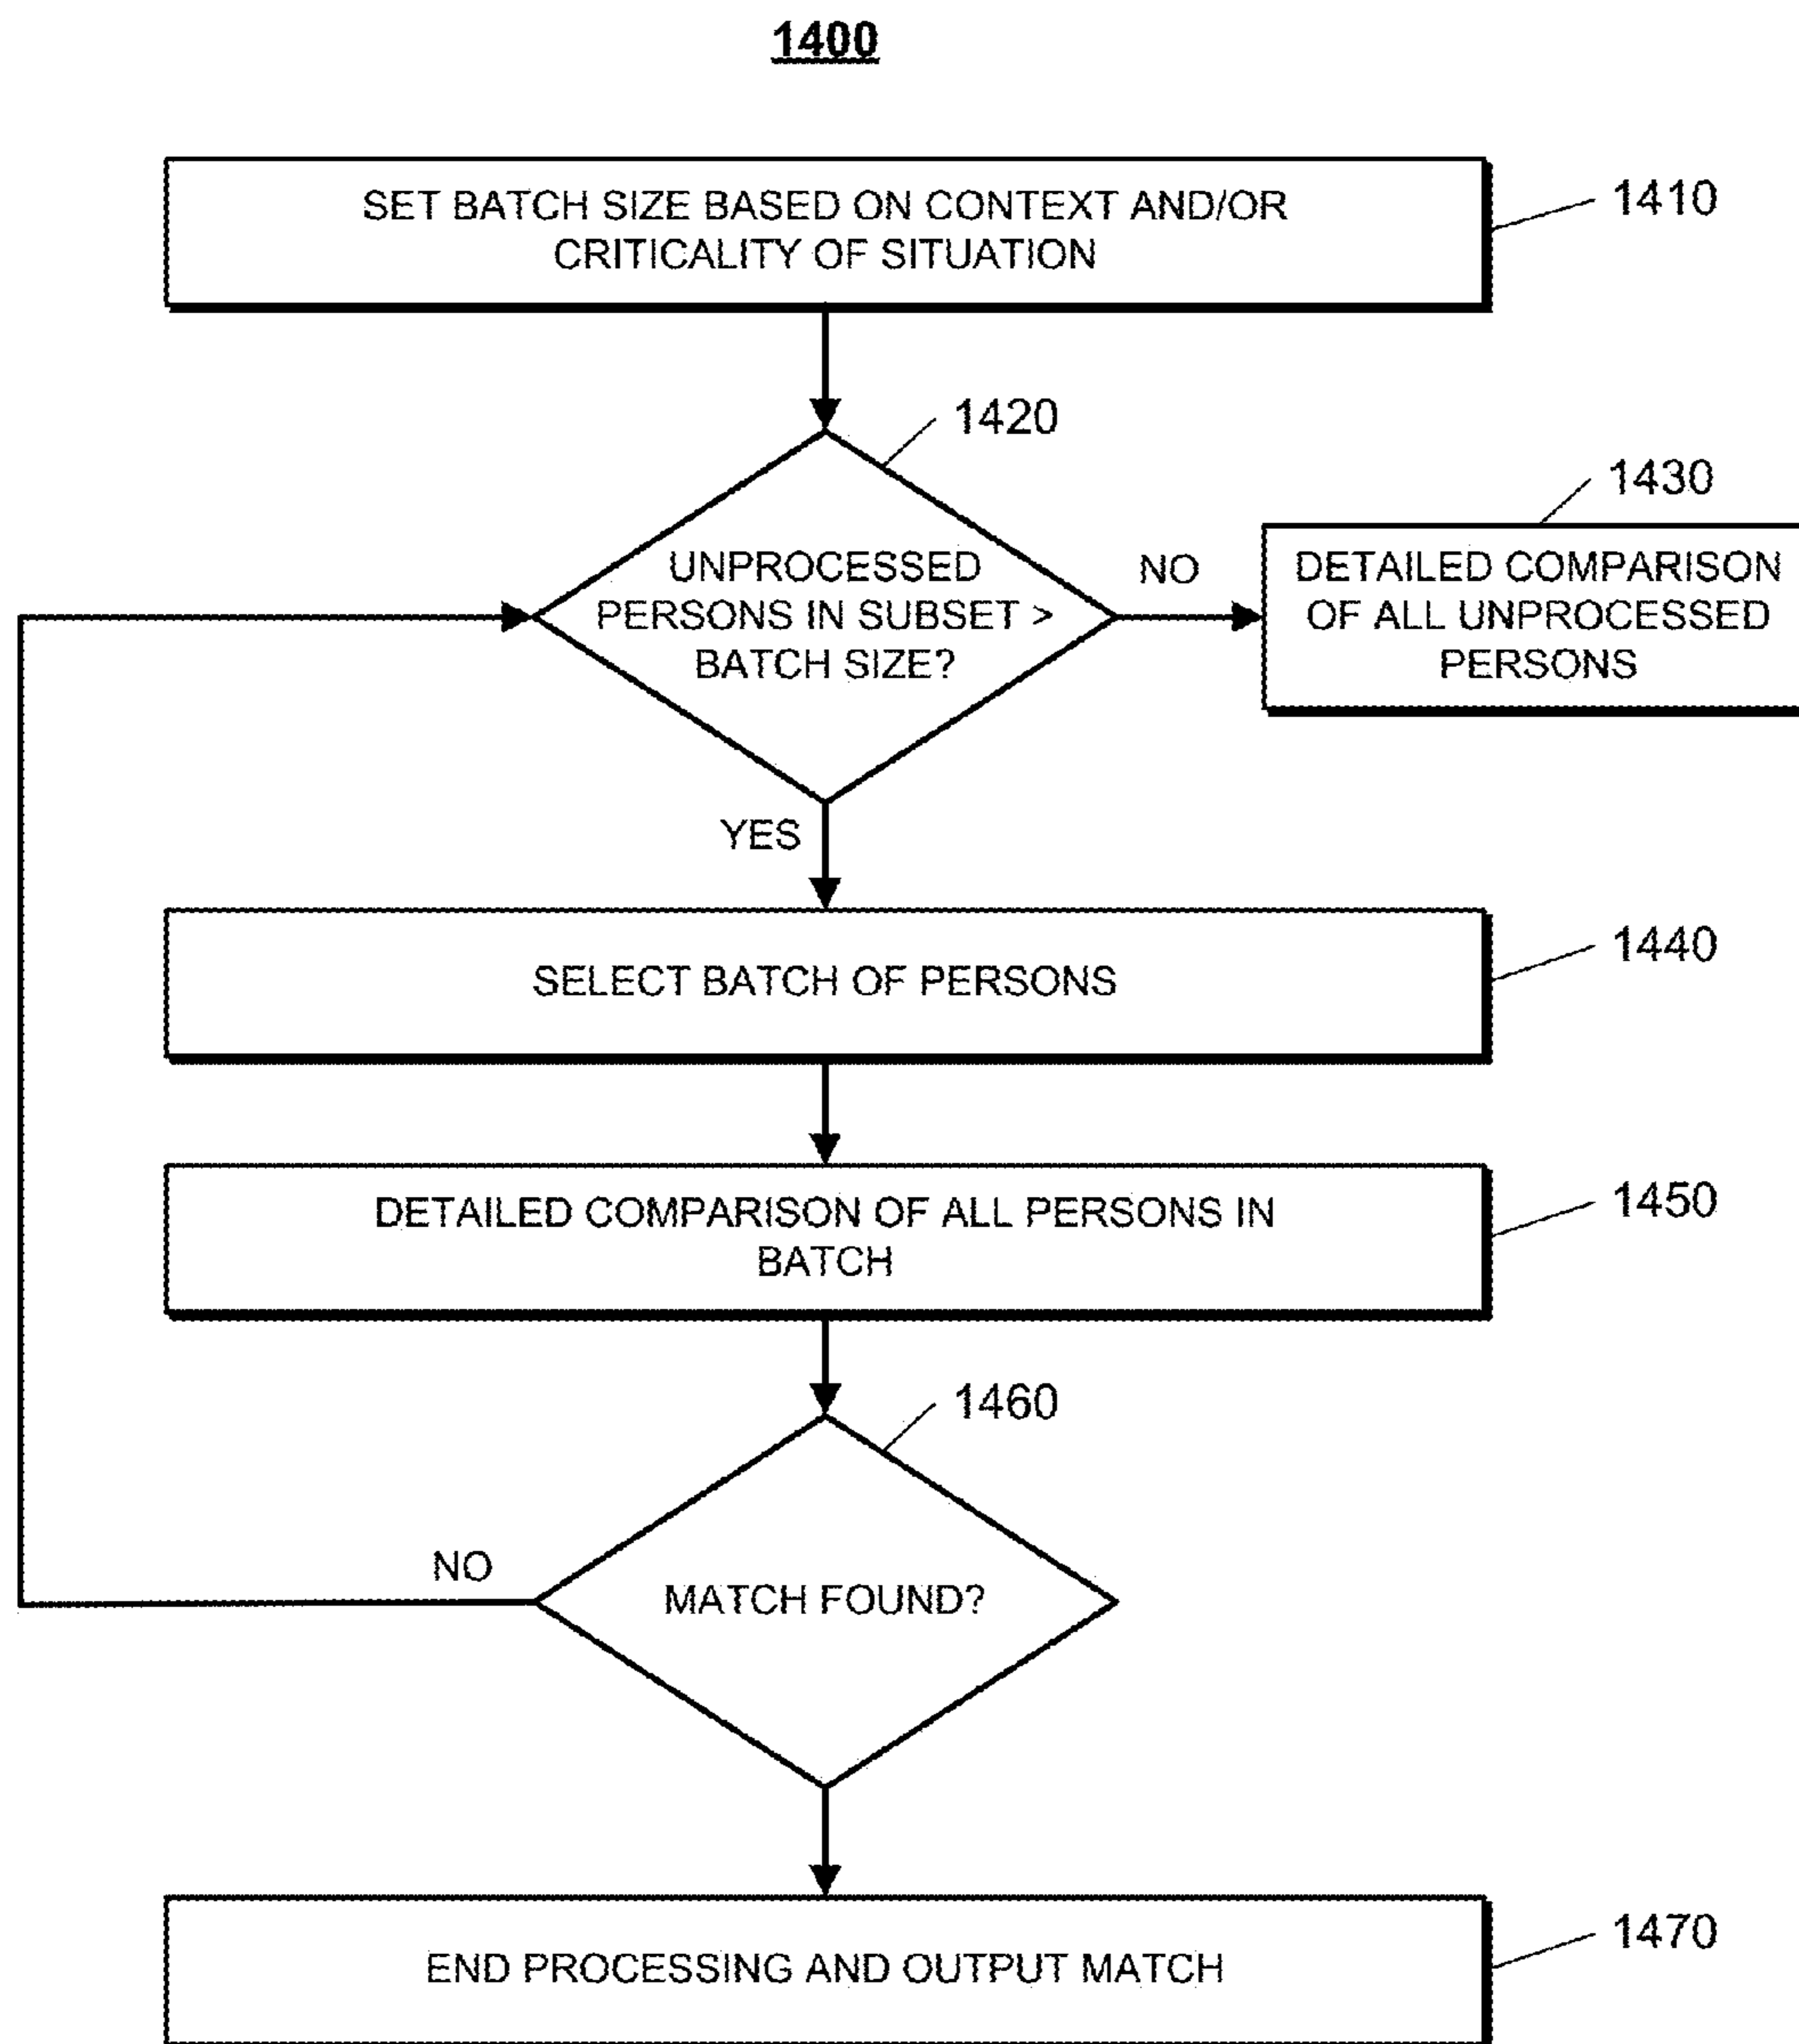 1400
SET BATCH SIZE BASED ON CONTEXT AND/OR
CRITICALITY OF SITUATION
1410
1420
UNPROCESSED
PERSONS IN SUBSET >
BATCH SIZE?
NO
1430
DETAILED COMPARISON
OF ALL UNPROCESSED
PERSONS
YES
SELECT BATCH OF PERSONS
1440
DETAILED COMPARISON OF ALL PERSONS IN
BATCH
1450
1460
MATCH FOUND?
NO
END PROCESSING AND OUTPUT MATCH
1470